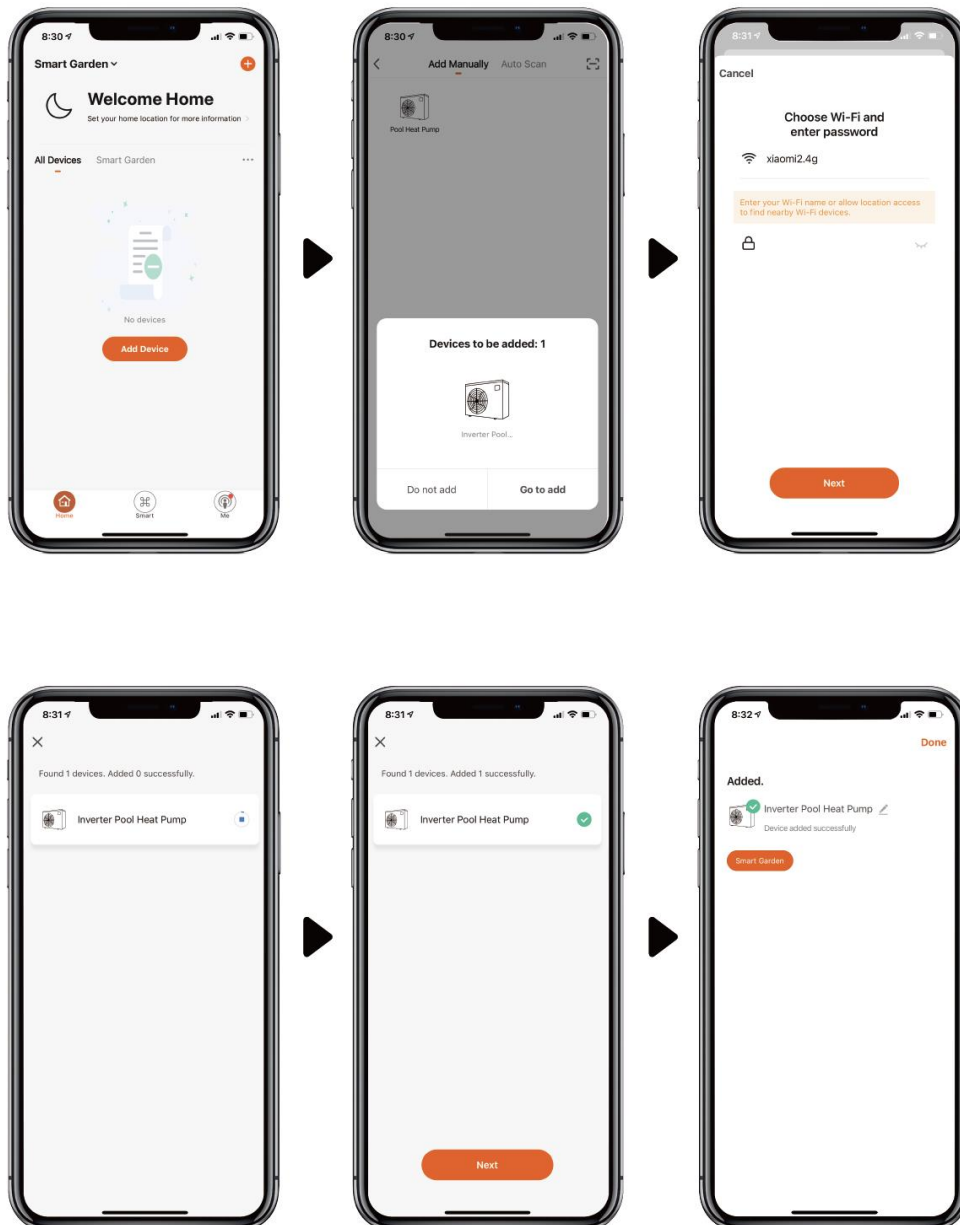 8:30
Smart Garden
Welcome Home
Set your home location for more information
All Devices Smart Garden
No devices
Add Device
Home Smart Me
8:30
Add Manually Auto Scan
Pool Heat Pump
Devices to be added: 1
Inverter Pool...
Do not add Go to add
8:31
Cancel
Choose Wi-Fi and
enter password
xiaomi2.4g
Enter your Wi-Fi name or allow location access
to find nearby Wi-Fi devices.
Next
8:31
Found 1 devices. Added 0 successfully.
Inverter Pool Heat Pump
8:31
Found 1 devices. Added 1 successfully.
Inverter Pool Heat Pump
Next
8:32
Done
Added.
Inverter Pool Heat Pump
Device added successfully
Smart Garden